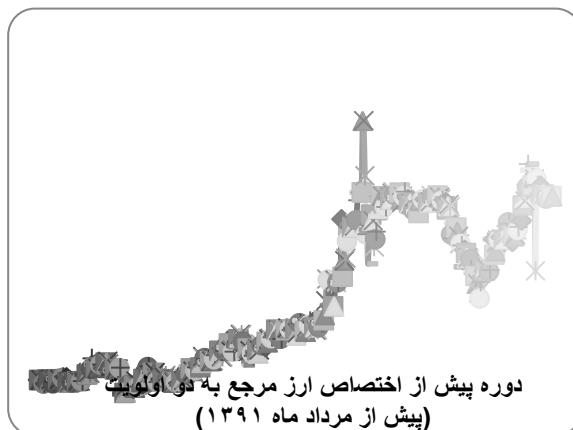 دوره پیش از اختصاص ارز مرجع به دو اولویت
(پیش از مرداد ماه ۱۳۹۱)